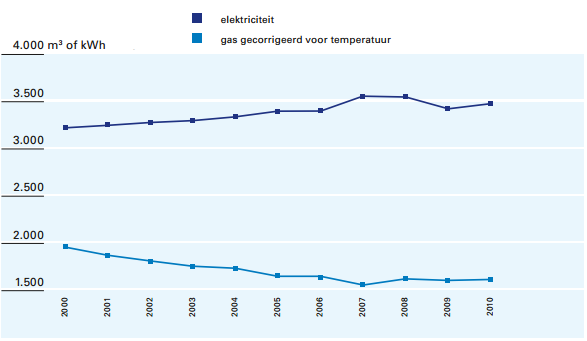 elektriciteit
gas gecorrigeerd voor temperatuur
4.000 m³ of kWh
3.500
3.000
2.500
2.000
1.500
2000 2001 2002 2003 2004 2005 2006 2007 2008 2009 2010